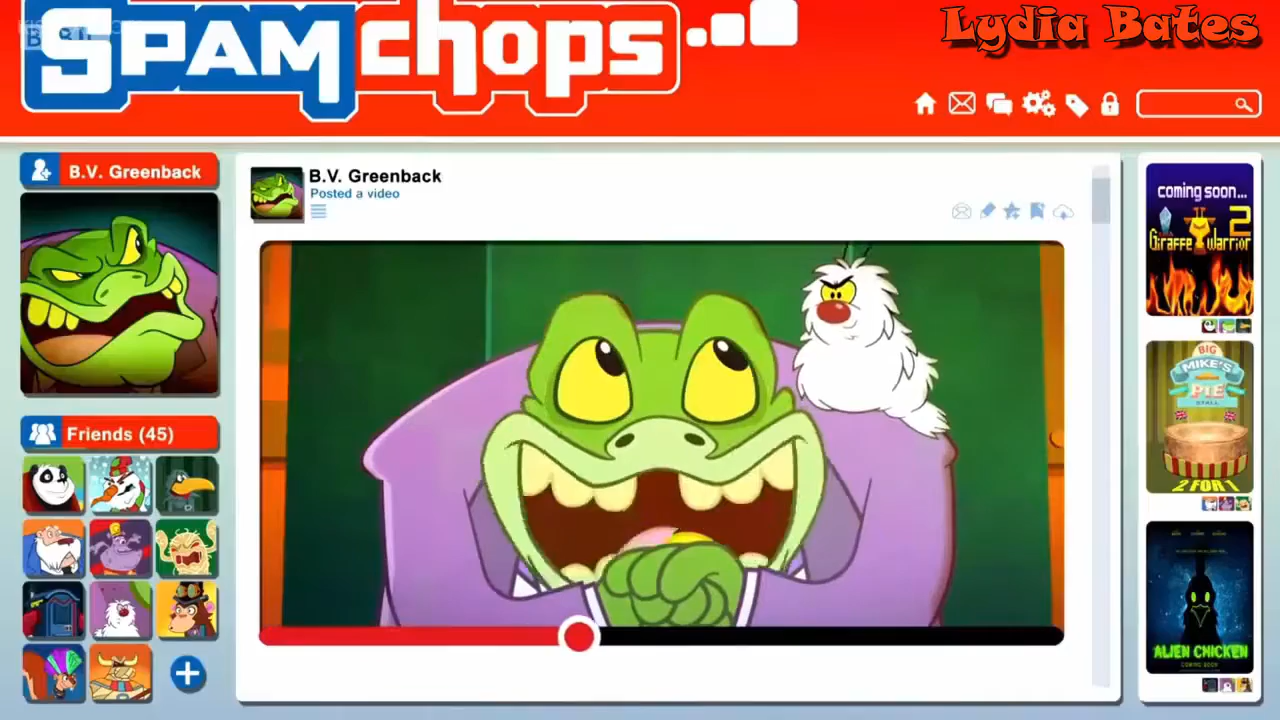 SPAMchops
Lydia Bates
B.V. Greenback
B.V. Greenback
Posted a video
Friends (45)
coming soon...
Giraffe Warrior
2
BIG
MIKE'S
PIE
STALL
2 FOR 1
ALIEN CHICKEN
COMING SOON